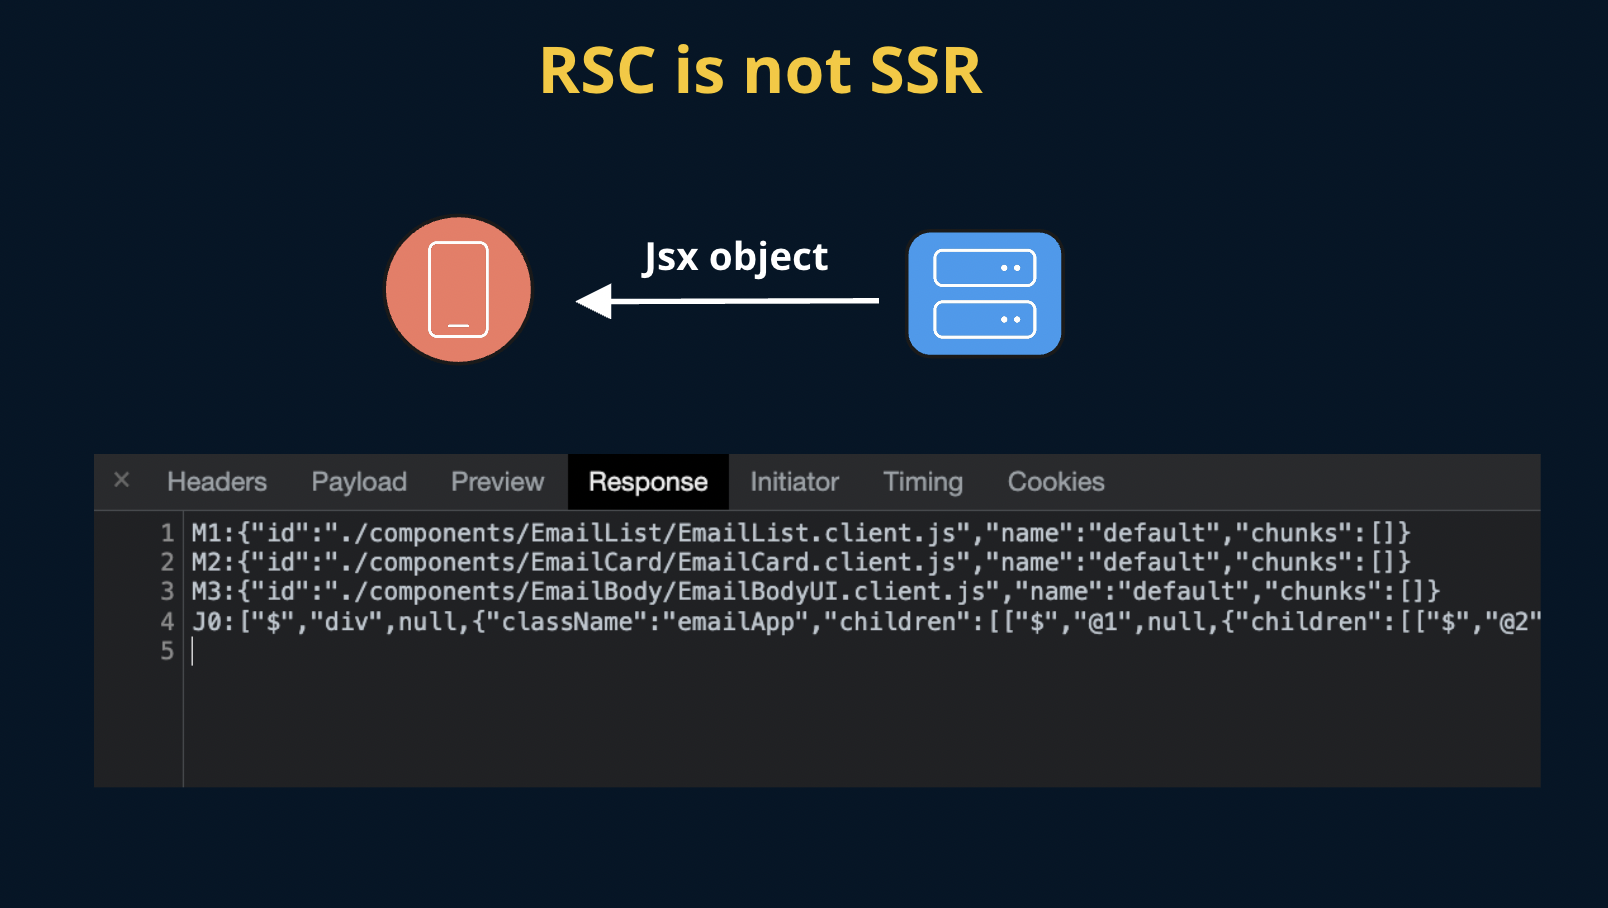 RSC is not SSR
Jsx object
× Headers Payload Preview Response Initiator Timing Cookies
1 M1:{"id":"./components/EmailList/EmailList.client.js","name":"default","chunks":[]}
2 M2:{"id":"./components/EmailCard/EmailCard.client.js","name":"default","chunks":[]}
3 M3:{"id":"./components/EmailBody/EmailBodyUI.client.js","name":"default","chunks":[]}
4 J0:["$","div",null,{"className":"emailApp","children":[["$","@1",null,{"children":[["$","@2"
5